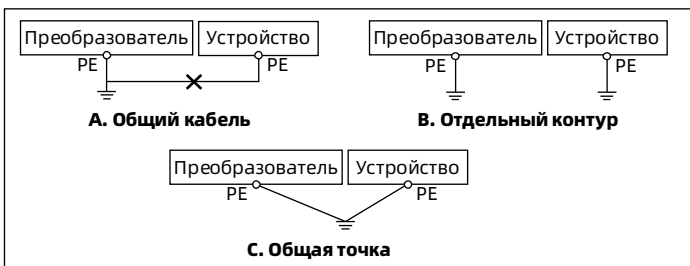 Преобразователь Устройство Преобразователь Устройство
PE PE PE PE
A. Общий кабель B. Отдельный контур
Преобразователь Устройство
PE PE
C. Общая точка